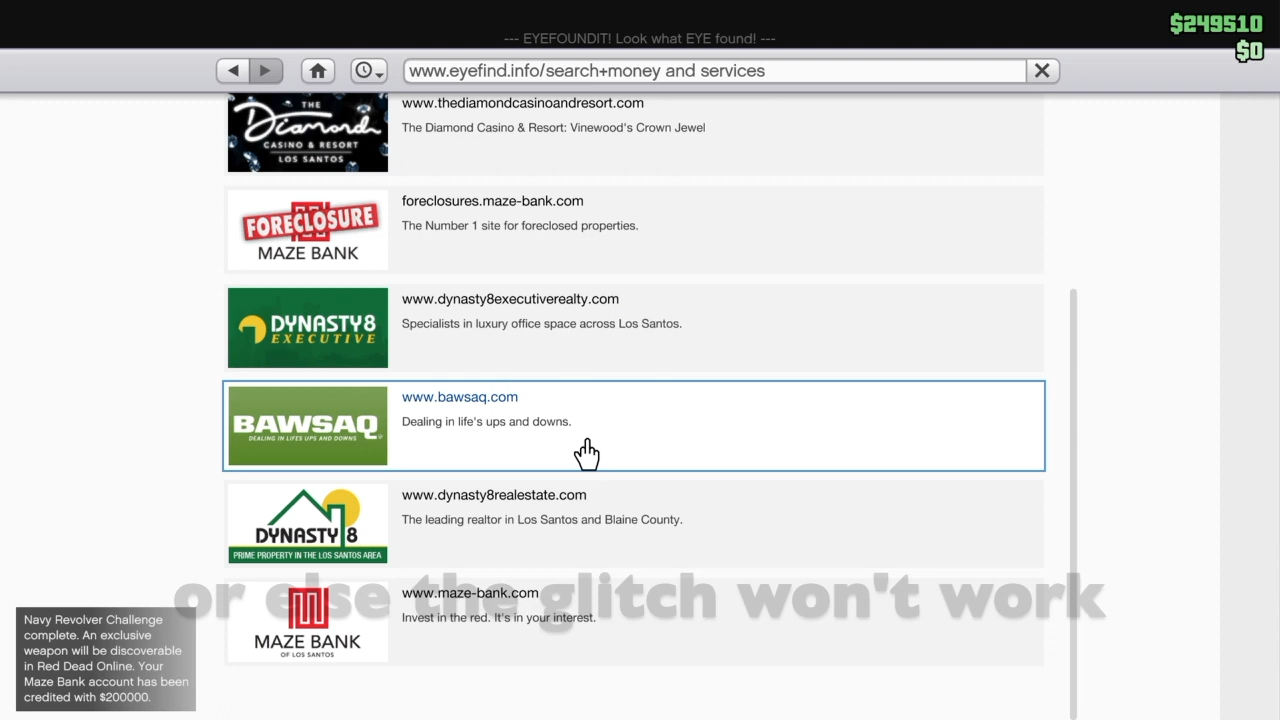 $249510
--- EYEFOUNDIT! Look what EYE found! ---
$0
www.eyefind.info/search+money and services
THE
Diamond
CASINO & RESORT
LOS SANTOS
www.thediamondcasinoandresort.com
The Diamond Casino & Resort: Vinewood's Crown Jewel
FORECLOSURE
MAZE BANK
foreclosures.maze-bank.com
The Number 1 site for foreclosed properties.
DYNASTY8
EXECUTIVE
www.dynasty8executiverealty.com
Specialists in luxury office space across Los Santos.
BAWSAQ
DEALING IN LIFES UPS AND DOWNS
www.bawsaq.com
Dealing in life's ups and downs.
DYNASTY 8
PRIME PROPERTY IN THE LOS SANTOS AREA
www.dynasty8realestate.com
The leading realtor in Los Santos and Blaine County.
or else the glitch won't work
MAZE BANK
OF LOS SANTOS
www.maze-bank.com
Invest in the red. It's in your interest.
Navy Revolver Challenge
complete. An exclusive
weapon will be discoverable
in Red Dead Online. Your
Maze Bank account has been
credited with $200000.